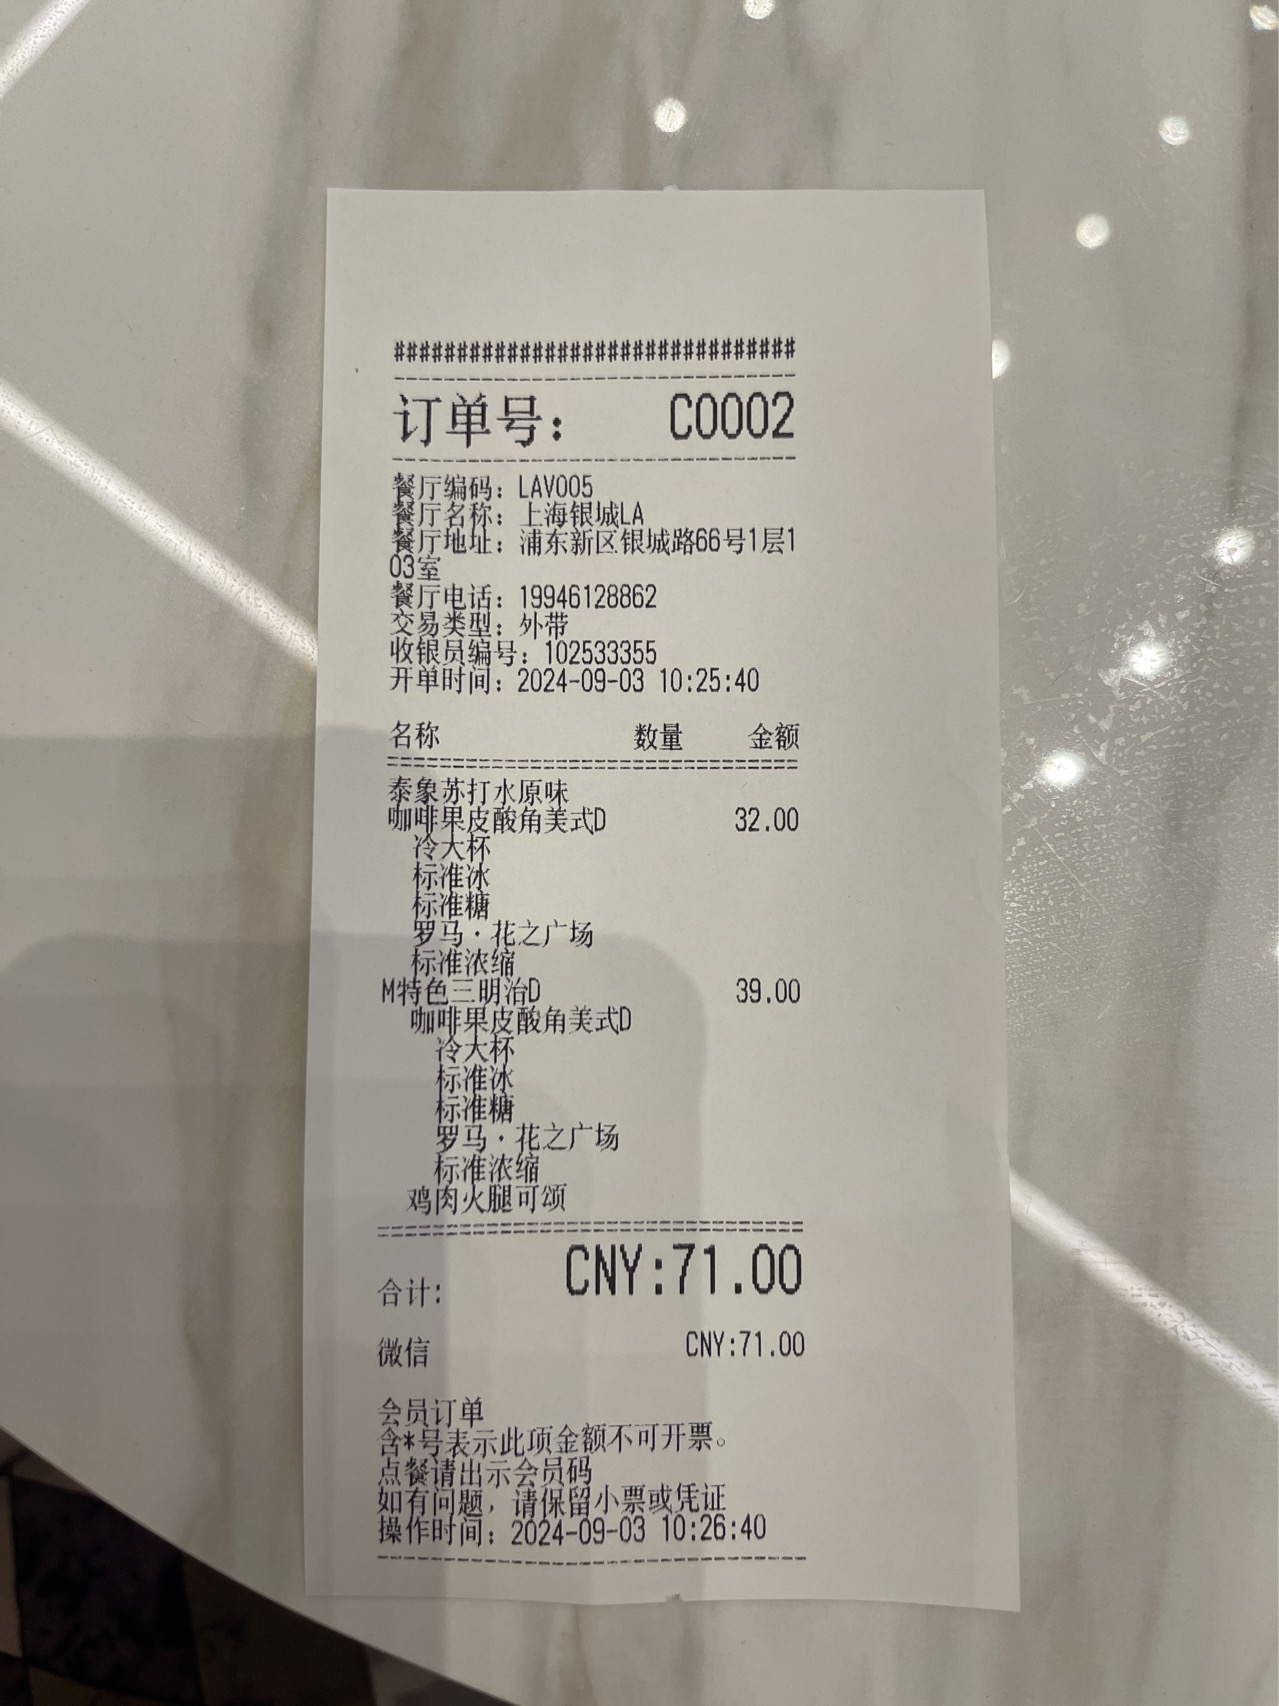 ################################
订单号： C0002
餐厅编码：LAV005
餐厅名称：上海银城LA
餐厅地址：浦东新区银城路66号1层1
03室
餐厅电话：19946128862
交易类型：外带
收银员编号：102533355
开单时间：2024-09-03 10:25:40
名称 数量 金额
泰象苏打水原味
咖啡果皮酸角美式D 32.00
冷大杯
标准冰
标准糖
罗马·花之广场
标准浓缩
M特色三明治D 39.00
咖啡果皮酸角美式D
冷大杯
标准冰
标准糖
罗马·花之广场
标准浓缩
鸡肉火腿可颂
合计： CNY:71.00
微信 CNY:71.00
会员订单
含*号表示此项金额不可开票。
点餐请出示会员码
如有问题，请保留小票或凭证
操作时间：2024-09-03 10:26:40